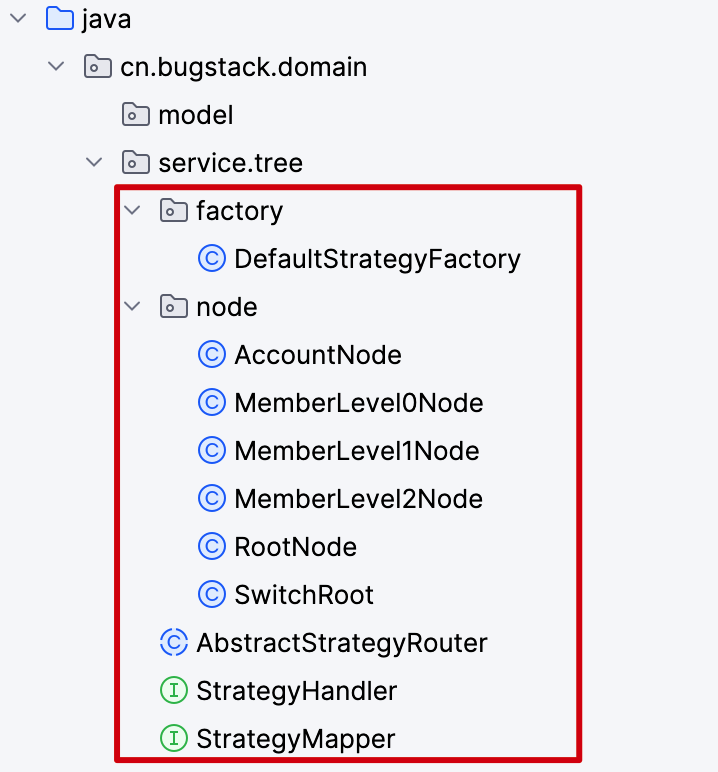 java
cn.bugstack.domain
model
service.tree
factory
C DefaultStrategyFactory
node
C AccountNode
C MemberLevel0Node
C MemberLevel1Node
C MemberLevel2Node
C RootNode
C SwitchRoot
C AbstractStrategyRouter
I StrategyHandler
I StrategyMapper